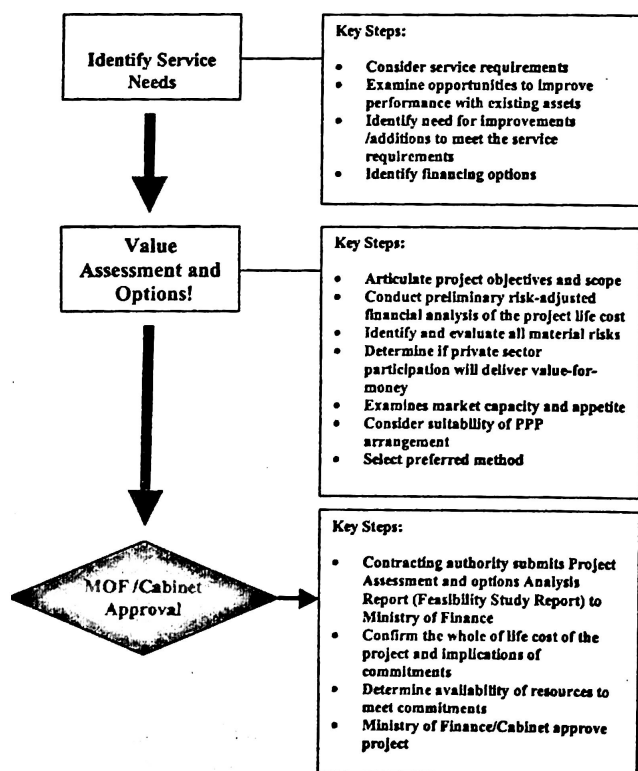 Identify Service
Needs
Key Steps:
• Consider service requirements
• Examine opportunities to improve
performance with existing assets
• Identify need for improvements
/additions to meet the service
requirements
• Identify financing options
Value
Assessment and
Options!
Key Steps:
• Articulate project objectives and scope
• Conduct preliminary risk-adjusted
financial analysis of the project life cost
• Identify and evaluate all material risks
• Determine if private sector
participation will deliver value-for-
money
• Examines market capacity and appetite
• Consider suitability of PPP
arrangement
• Select preferred method
MOF/Cabinet
Approval
Key Steps:
• Contracting authority submits Project
Assessment and options Analysis
Report (Feasibility Study Report) to
Ministry of Finance
• Confirm the whole of life cost of the
project and implications of
commitments
• Determine availability of resources to
meet commitments
• Ministry of Finance/Cabinet approve
project